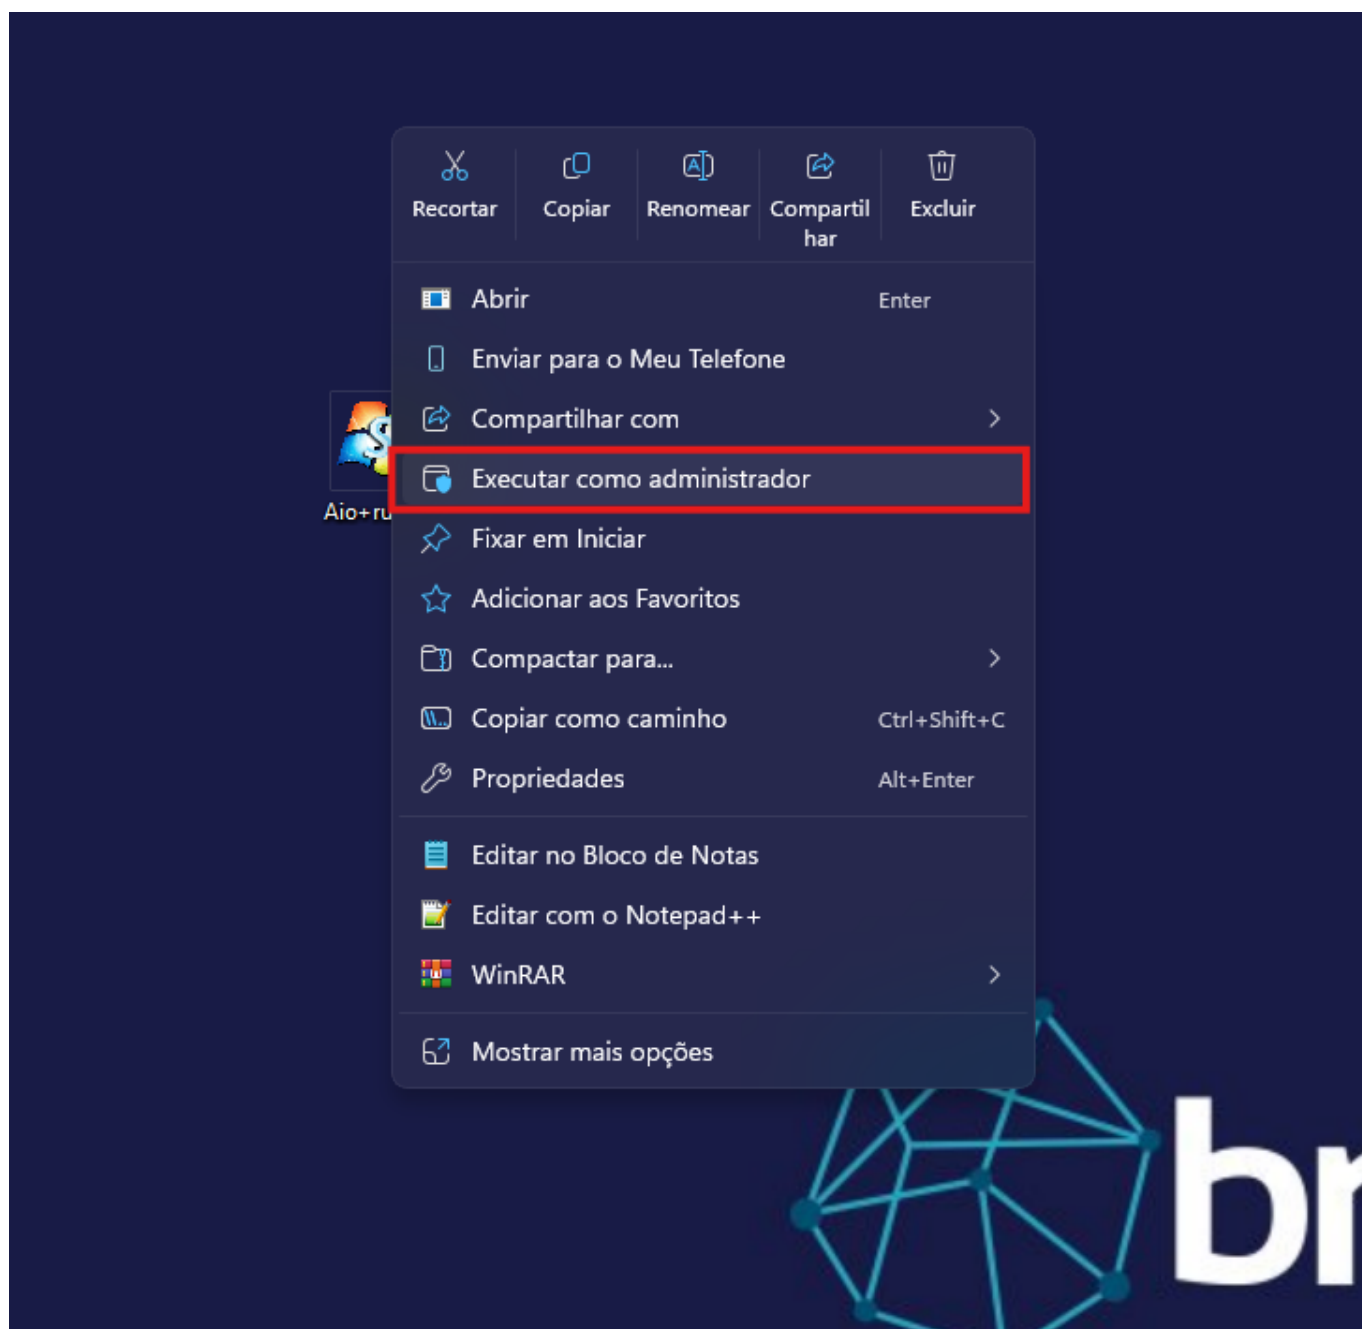 Recortar
Copiar
Renomear
Compartil
har
Excluir
Abrir Enter
Enviar para o Meu Telefone
Compartilhar com
Executar como administrador
Aio+ru
Fixar em Iniciar
Adicionar aos Favoritos
Compactar para...
Copiar como caminho Ctrl+Shift+C
Propriedades Alt+Enter
Editar no Bloco de Notas
Editar com o Notepad++
WinRAR
Mostrar mais opções
br